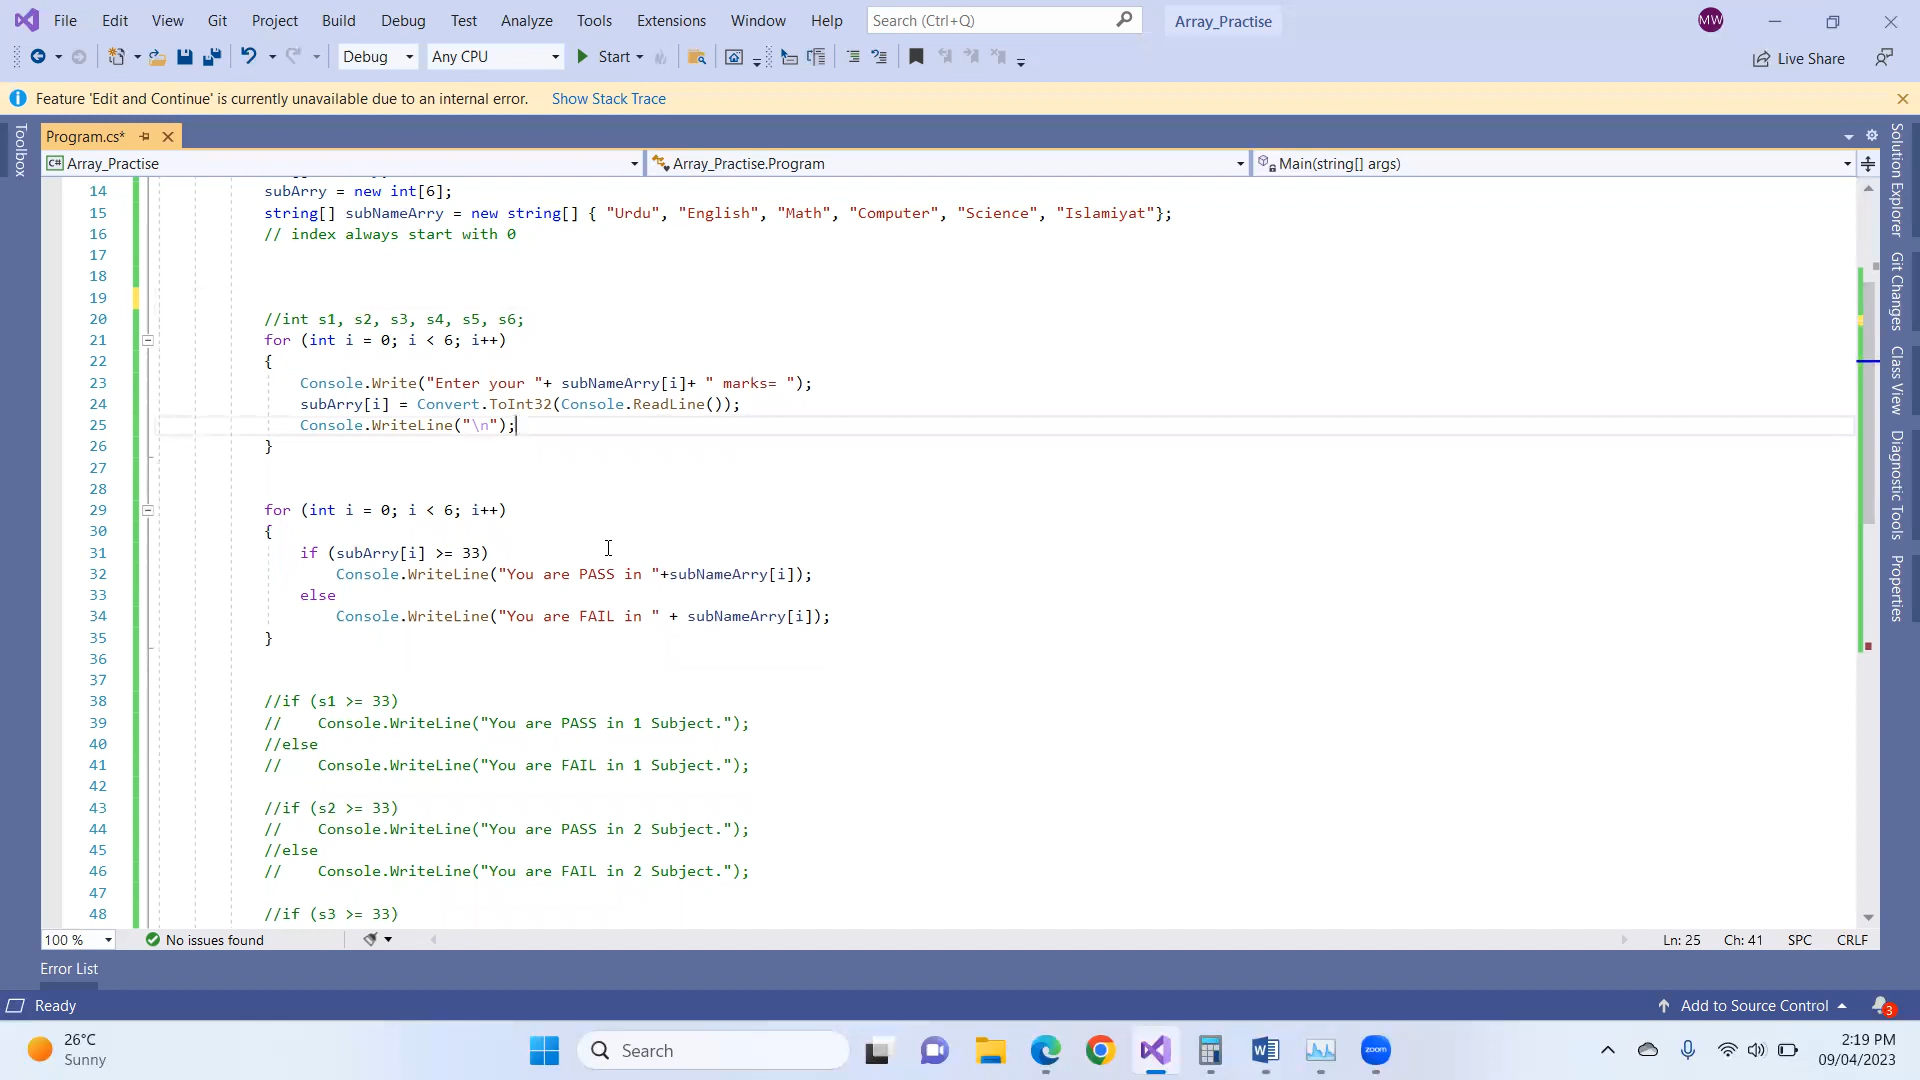 File Edit View Git Project Build Debug Test Analyze Tools Extensions Window Help Search (Ctrl+Q) Array_Practise MW
Debug Any CPU Start Live Share
Feature 'Edit and Continue' is currently unavailable due to an internal error. Show Stack Trace
Toolbox
Program.cs*
C# Array_Practise Array_Practise.Program Main(string[] args)
14 subArry = new int[6];
15 string[] subNameArry = new string[] { "Urdu", "English", "Math", "Computer", "Science", "Islamiyat"};
16 // index always start with 0
17
18
19
20 //int s1, s2, s3, s4, s5, s6;
21 for (int i = 0; i < 6; i++)
22 {
23 Console.Write("Enter your "+ subNameArry[i]+ " marks= ");
24 subArry[i] = Convert.ToInt32(Console.ReadLine());
25 Console.WriteLine("\n");
26 }
27
28
29 for (int i = 0; i < 6; i++)
30 {
31 if (subArry[i] >= 33)
32 Console.WriteLine("You are PASS in "+subNameArry[i]);
33 else
34 Console.WriteLine("You are FAIL in " + subNameArry[i]);
35 }
36
37
38 //if (s1 >= 33)
39 // Console.WriteLine("You are PASS in 1 Subject.");
40 //else
41 // Console.WriteLine("You are FAIL in 1 Subject.");
42
43 //if (s2 >= 33)
44 // Console.WriteLine("You are PASS in 2 Subject.");
45 //else
46 // Console.WriteLine("You are FAIL in 2 Subject.");
47
48 //if (s3 >= 33)
Solution Explorer
Git Changes
Class View
Diagnostic Tools
Properties
100 % No issues found Ln: 25 Ch: 41 SPC CRLF
Error List
Ready Add to Source Control 3
26°C
Sunny
Search
zoom
2:19 PM
09/04/2023